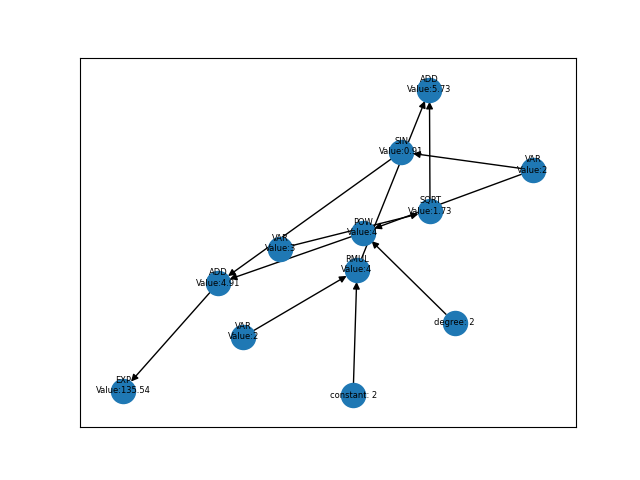 ADD
Value:5.73
SIN
Value:0.91
VAR
Value:2
SQRT
Value:1.73
POW
Value:4
VAR
Value:3
RMUL
Value:4
ADD
Value:4.91
degree: 2
VAR
Value:2
EXP
Value:135.54
constant: 2